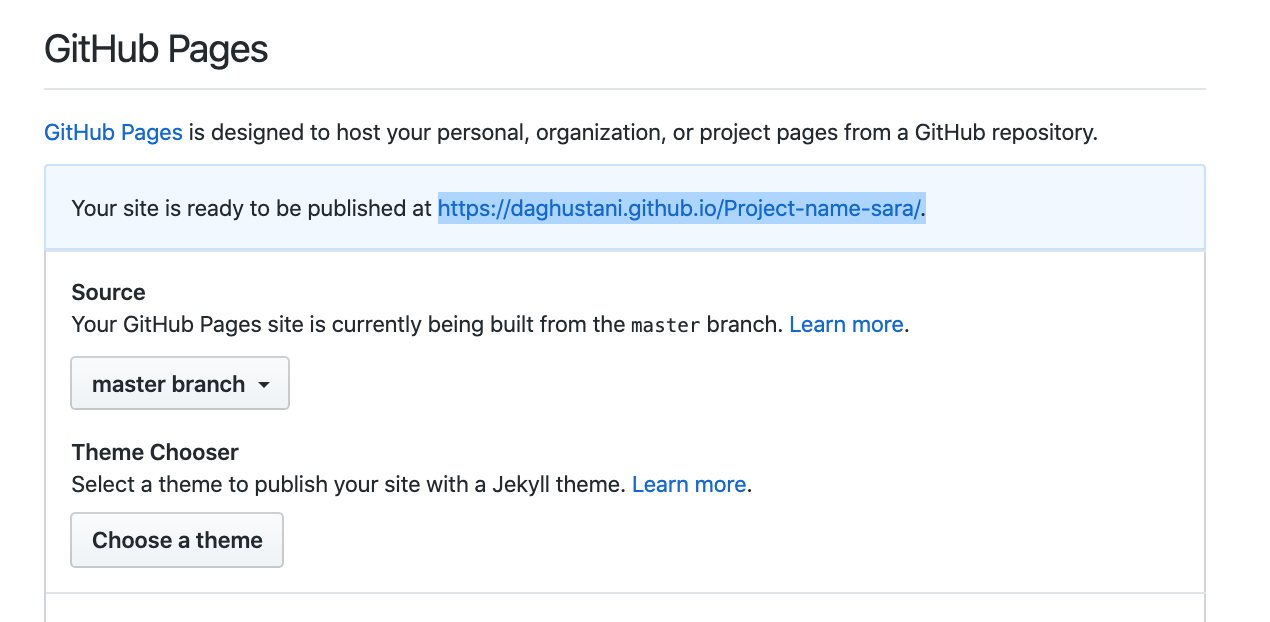 GitHub Pages
GitHub Pages is designed to host your personal, organization, or project pages from a GitHub repository.
Your site is ready to be published at https://daghustani.github.io/Project-name-sara/.
Source
Your GitHub Pages site is currently being built from the master branch. Learn more.
master branch
Theme Chooser
Select a theme to publish your site with a Jekyll theme. Learn more.
Choose a theme